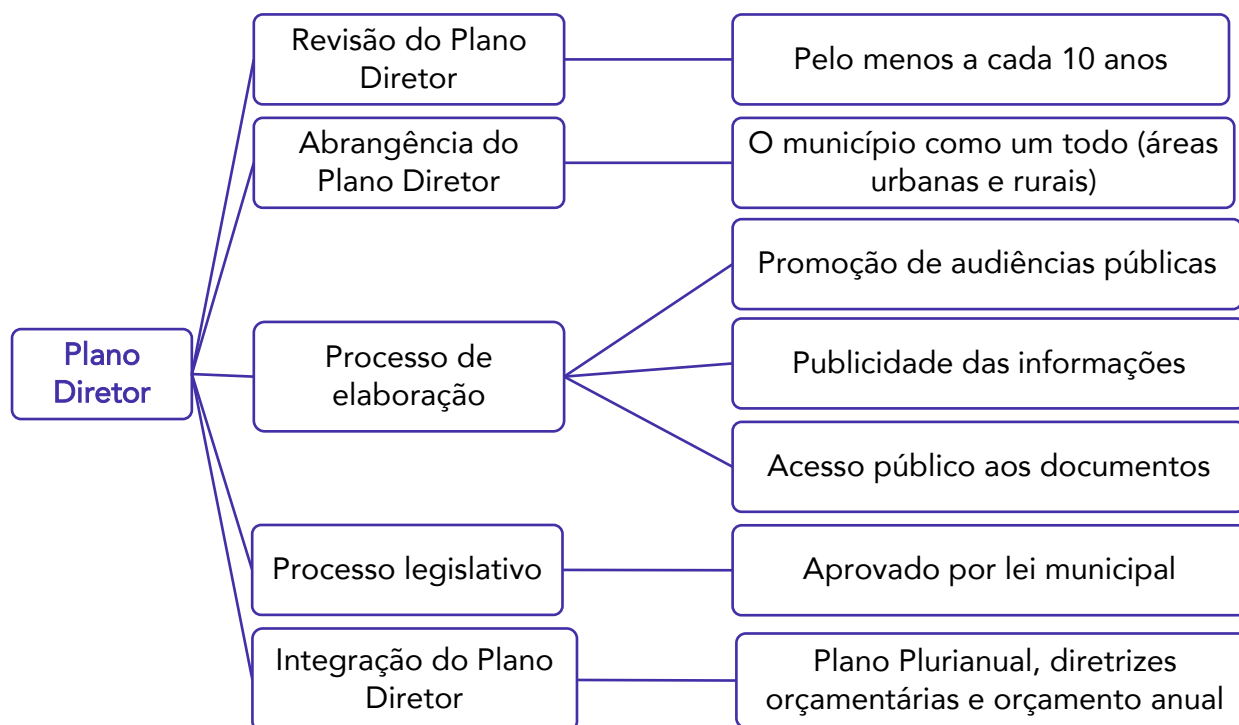 Plano
Diretor
Revisão do Plano
Diretor
Pelo menos a cada 10 anos
Abrangência do
Plano Diretor
O município como um todo (áreas
urbanas e rurais)
Processo de
elaboração
Promoção de audiências públicas
Publicidade das informações
Acesso público aos documentos
Processo legislativo
Aprovado por lei municipal
Integração do Plano
Diretor
Plano Plurianual, diretrizes
orçamentárias e orçamento anual